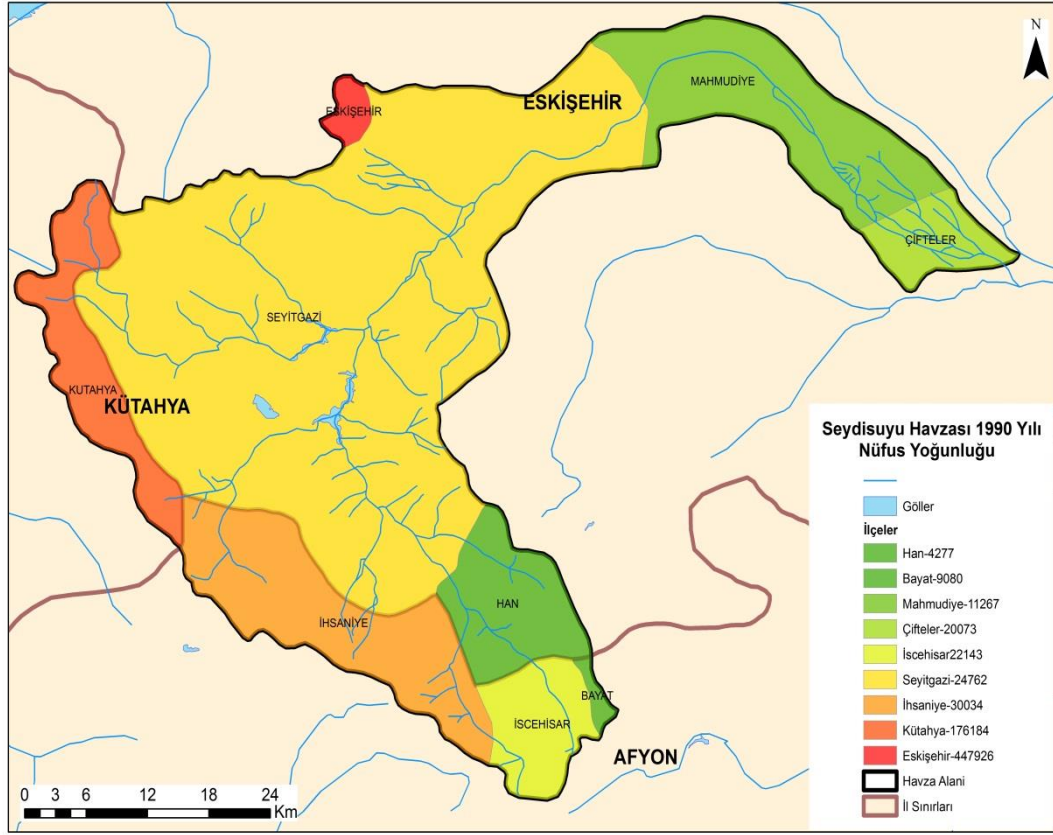 N
MAHMUDİYE
ESKİŞEHİR
ESKİŞEHİR
ÇİFTELER
SEYİTGAZİ
KUTAHYA
KÜTAHYA
HAN
İHSANİYE
BAYAT
İSCEHİSAR
AFYON
Seydisuyu Havzası 1990 Yılı
Nüfus Yoğunluğu
Göller
İlçeler
Han-4277
Bayat-9080
Mahmudiye-11267
Çifteler-20073
İscehisar22143
Seyitgazi-24762
İhsaniye-30034
Kütahya-176184
Eskişehir-447926
Havza Alani
İl Sınırları
0 3 6 12 18 24
Km